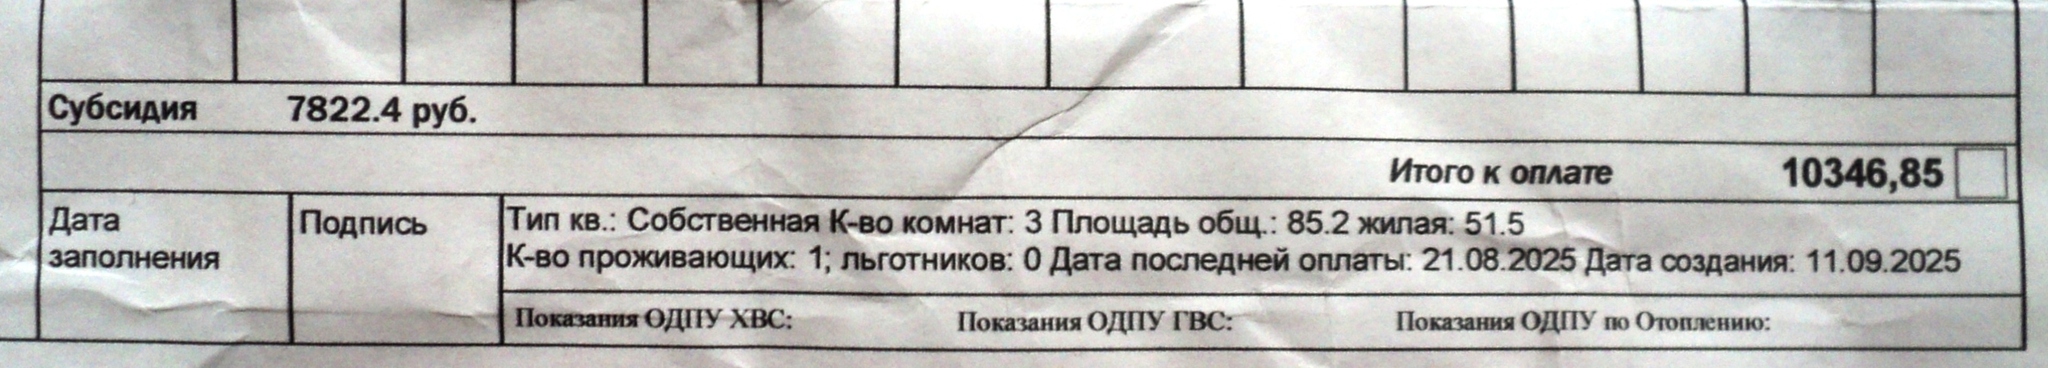 Субсидия 7822.4 руб.
Итого к оплате 10346,85
Дата заполнения
Подпись
Тип кв.: Собственная К-во комнат: 3 Площадь общ.: 85.2 жилая: 51.5
К-во проживающих: 1; льготников: 0 Дата последней оплаты: 21.08.2025 Дата создания: 11.09.2025
Показания ОДПУ ХВС: Показания ОДПУ ГВС: Показания ОДПУ по Отоплению: